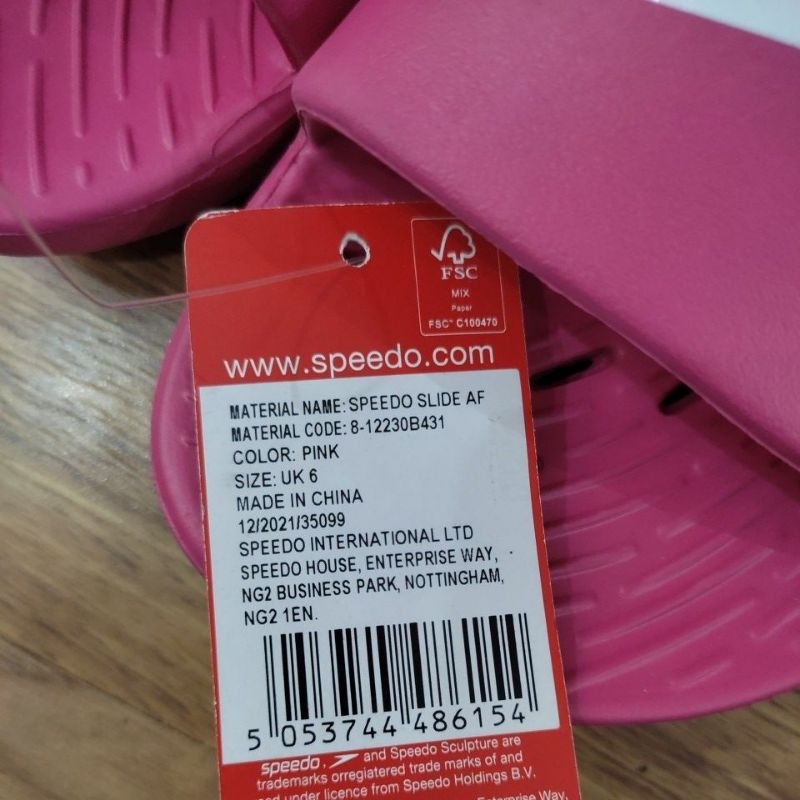 FSC
MIX
Paper
FSC™ C100470
www.speedo.com
MATERIAL NAME: SPEEDO SLIDE AF
MATERIAL CODE: 8-12230B431
COLOR: PINK
SIZE: UK 6
MADE IN CHINA
12/2021/35099
SPEEDO INTERNATIONAL LTD
SPEEDO HOUSE, ENTERPRISE WAY,
NG2 BUSINESS PARK, NOTTINGHAM,
NG2 1EN.
5 053744 486154
speedo, and Speedo Sculpture are
trademarks orregiatered trade marks of and
under licence from Speedo Holdings B.V.
Enterprise Way,